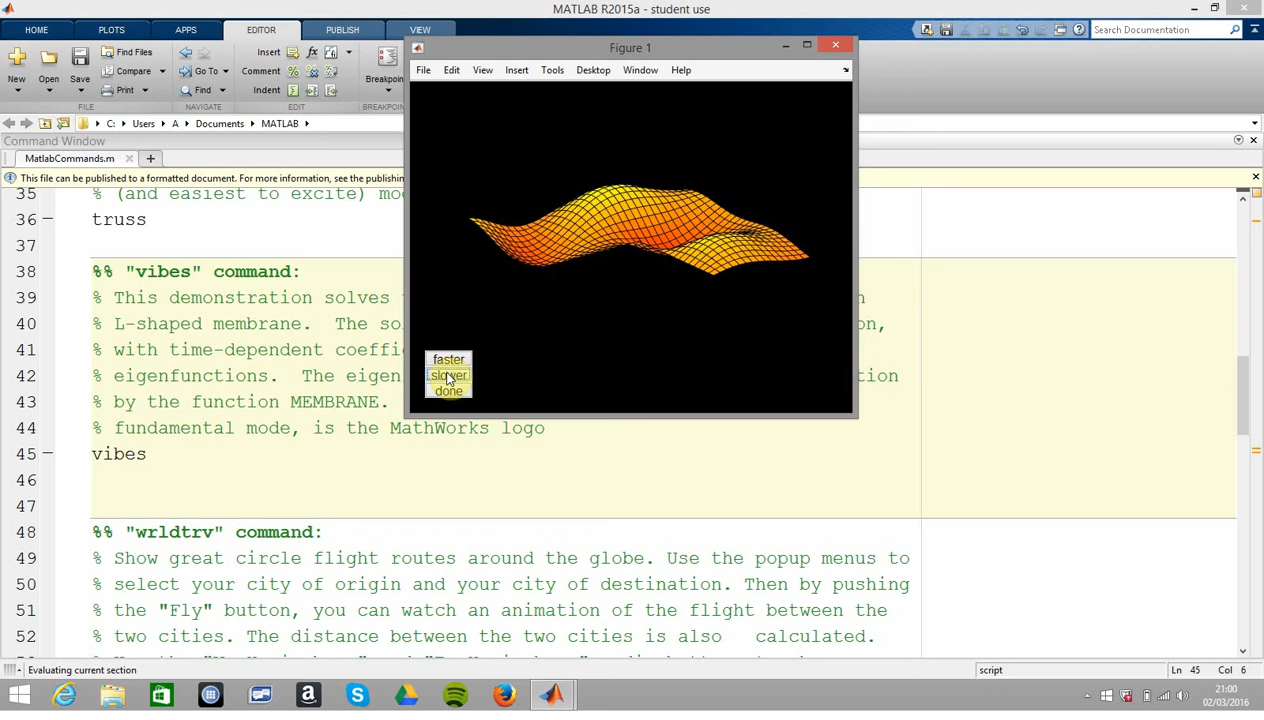 MATLAB R2015a - student use
HOME PLOTS APPS EDITOR PUBLISH VIEW
Search Documentation
New Open Save
Find Files
Compare
Print
Go To
Find
Insert
Comment
Indent
Breakpoin
FILE NAVIGATE EDIT BREAKPOIN
C: Users A Documents MATLAB
Command Window
MatlabCommands.m
This file can be published to a formatted document. For more information, see the publishin
35 % (and easiest to excite) mo
36 truss
37
38 %% "vibes" command:
39 % This demonstration solves
40 % L-shaped membrane. The so on,
41 % with time-dependent coeffi
42 % eigenfunctions. The eigen tion
43 % by the function MEMBRANE.
44 % fundamental mode, is the MathWorks logo
45 vibes
46
47
48 %% "wrldtrv" command:
49 % Show great circle flight routes around the globe. Use the popup menus to
50 % select your city of origin and your city of destination. Then by pushing
51 % the "Fly" button, you can watch an animation of the flight between the
52 % two cities. The distance between the two cities is also calculated.
Figure 1
File Edit View Insert Tools Desktop Window Help
faster
slower
done
Evaluating current section
script
Ln 45 Col 6
21:00
02/03/2016